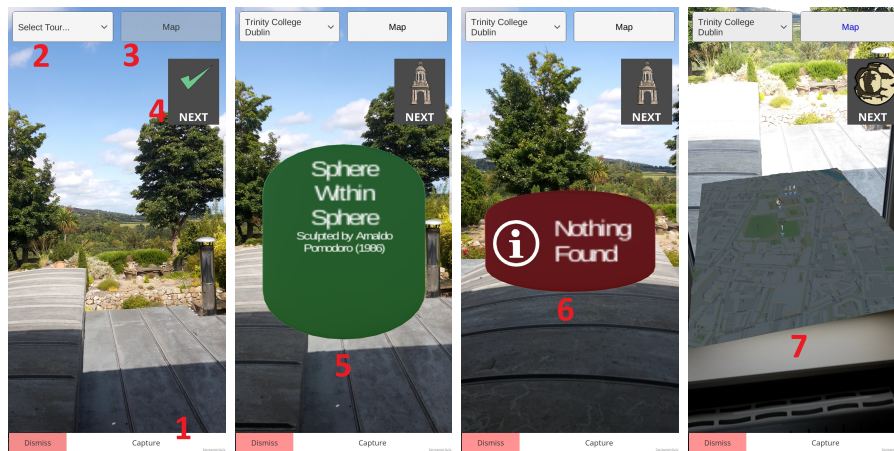 Select Tour...
Map
2
3
4
NEXT
1
Dismiss
Capture
Trinity College
Dublin
Map
NEXT
Sphere
Within
Sphere
Sculpted by Arnaldo
Pomodoro (1986)
5
Dismiss
Capture
Trinity College
Dublin
Map
NEXT
Nothing
Found
6
Dismiss
Capture
Trinity College
Dublin
Map
NEXT
7
Dismiss
Capture